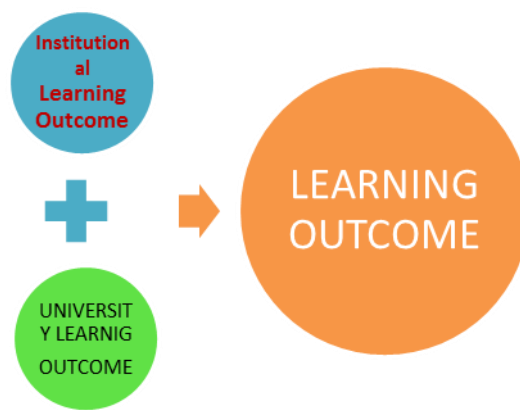 Institution
al
Learning
Outcome
UNIVERSIT
Y LEARNIG
OUTCOME
LEARNING
OUTCOME